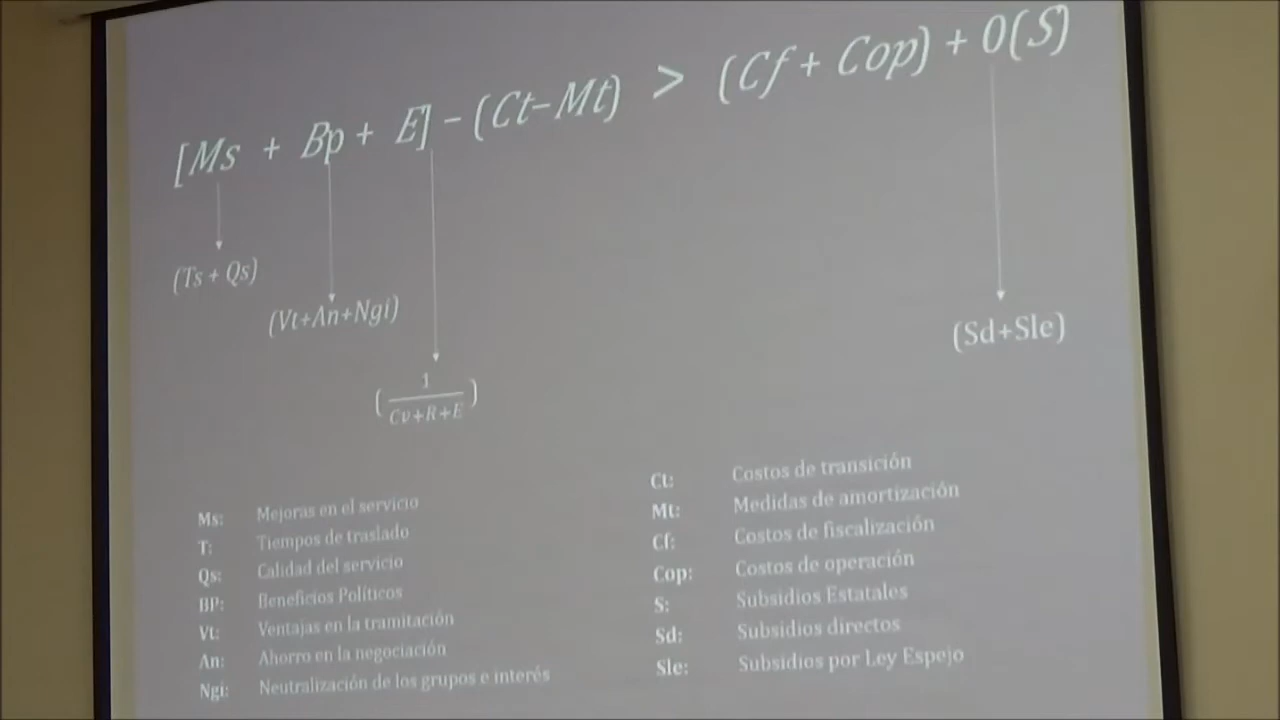 [Ms + Bp + E] – (Ct–Mt) > (Cf + Cop) + 0(S)
(Ts + Qs)
(Vt+An+Ngi)
(1/(Cv+R+E))
(Sd+Sle)
Ms: Mejoras en el servicio
T: Tiempos de traslado
Qs: Calidad del servicio
BP: Beneficios Políticos
Vt: Ventajas en la tramitación
An: Ahorro en la negociación
Ngi: Neutralización de los grupos e interés
Ct: Costos de transición
Mt: Medidas de amortización
Cf: Costos de fiscalización
Cop: Costos de operación
S: Subsidios Estatales
Sd: Subsidios directos
Sle: Subsidios por Ley Espejo